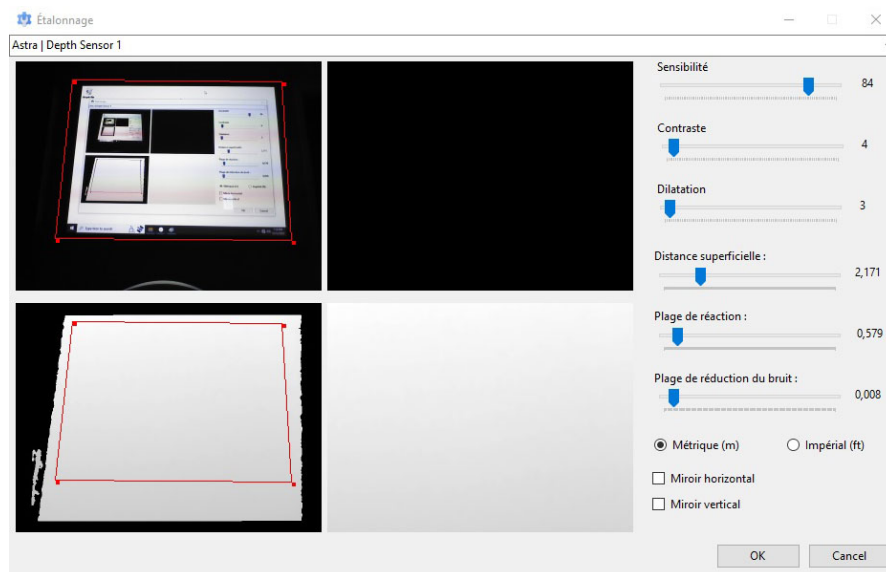 Étalonnage
Astra | Depth Sensor 1
Sensibilité
84
Contraste
4
Dilatation
3
Distance superficielle :
2,171
Plage de réaction :
0,579
Plage de réduction du bruit :
0,008
Métrique (m)
Impérial (ft)
Miroir horizontal
Miroir vertical
OK
Cancel